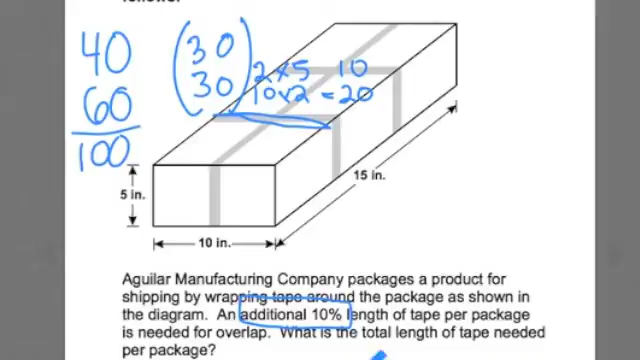 40
60
100
30
30
2 x 5 10
10 x 2 = 20
5 in.
15 in.
10 in.
Aguilar Manufacturing Company packages a product for
shipping by wrapping tape around the package as shown in
the diagram. An additional 10% length of tape per package
is needed for overlap. What is the total length of tape needed
per package?